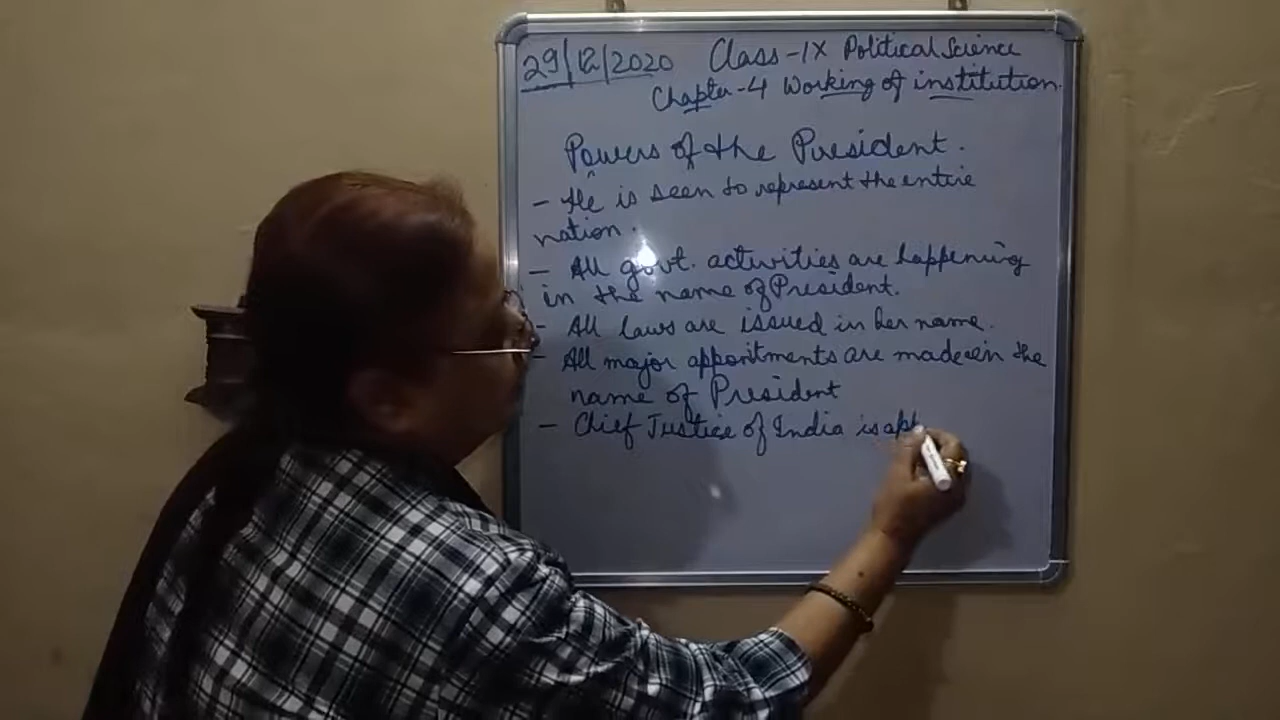 29/12/2020 Class-IX Political Science
Chapter-4 Working of institution.
Powers of the President.
- He is seen to represent the entire
nation.
- All govt. activities are happening
in the name of President.
- All laws are issued in her name.
- All major appointments are made in the
name of President
- Chief Justice of India is app